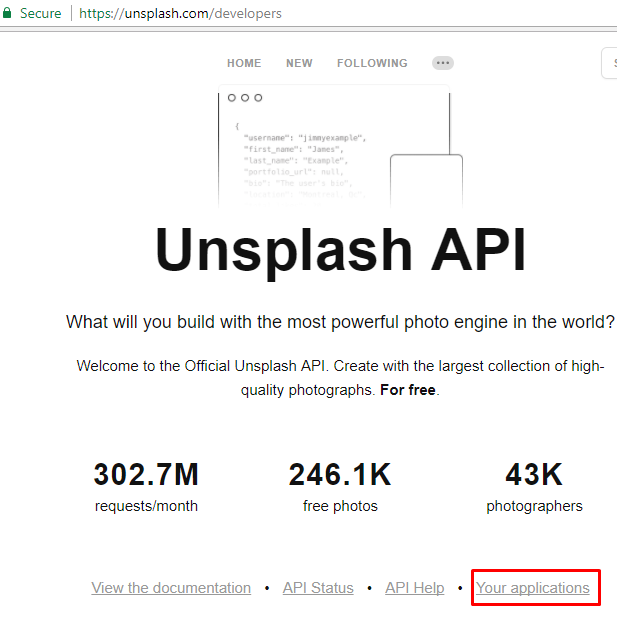 Secure https://unsplash.com/developers
HOME NEW FOLLOWING
{
"username": "jimmyexample",
"first_name": "James",
"last_name": "Example",
"portfolio_url": null,
"bio": "The user's bio",
Unsplash API
What will you build with the most powerful photo engine in the world?
Welcome to the Official Unsplash API. Create with the largest collection of high-
quality photographs. For free.
302.7M 246.1K 43K
requests/month free photos photographers
View the documentation • API Status • API Help • Your applications